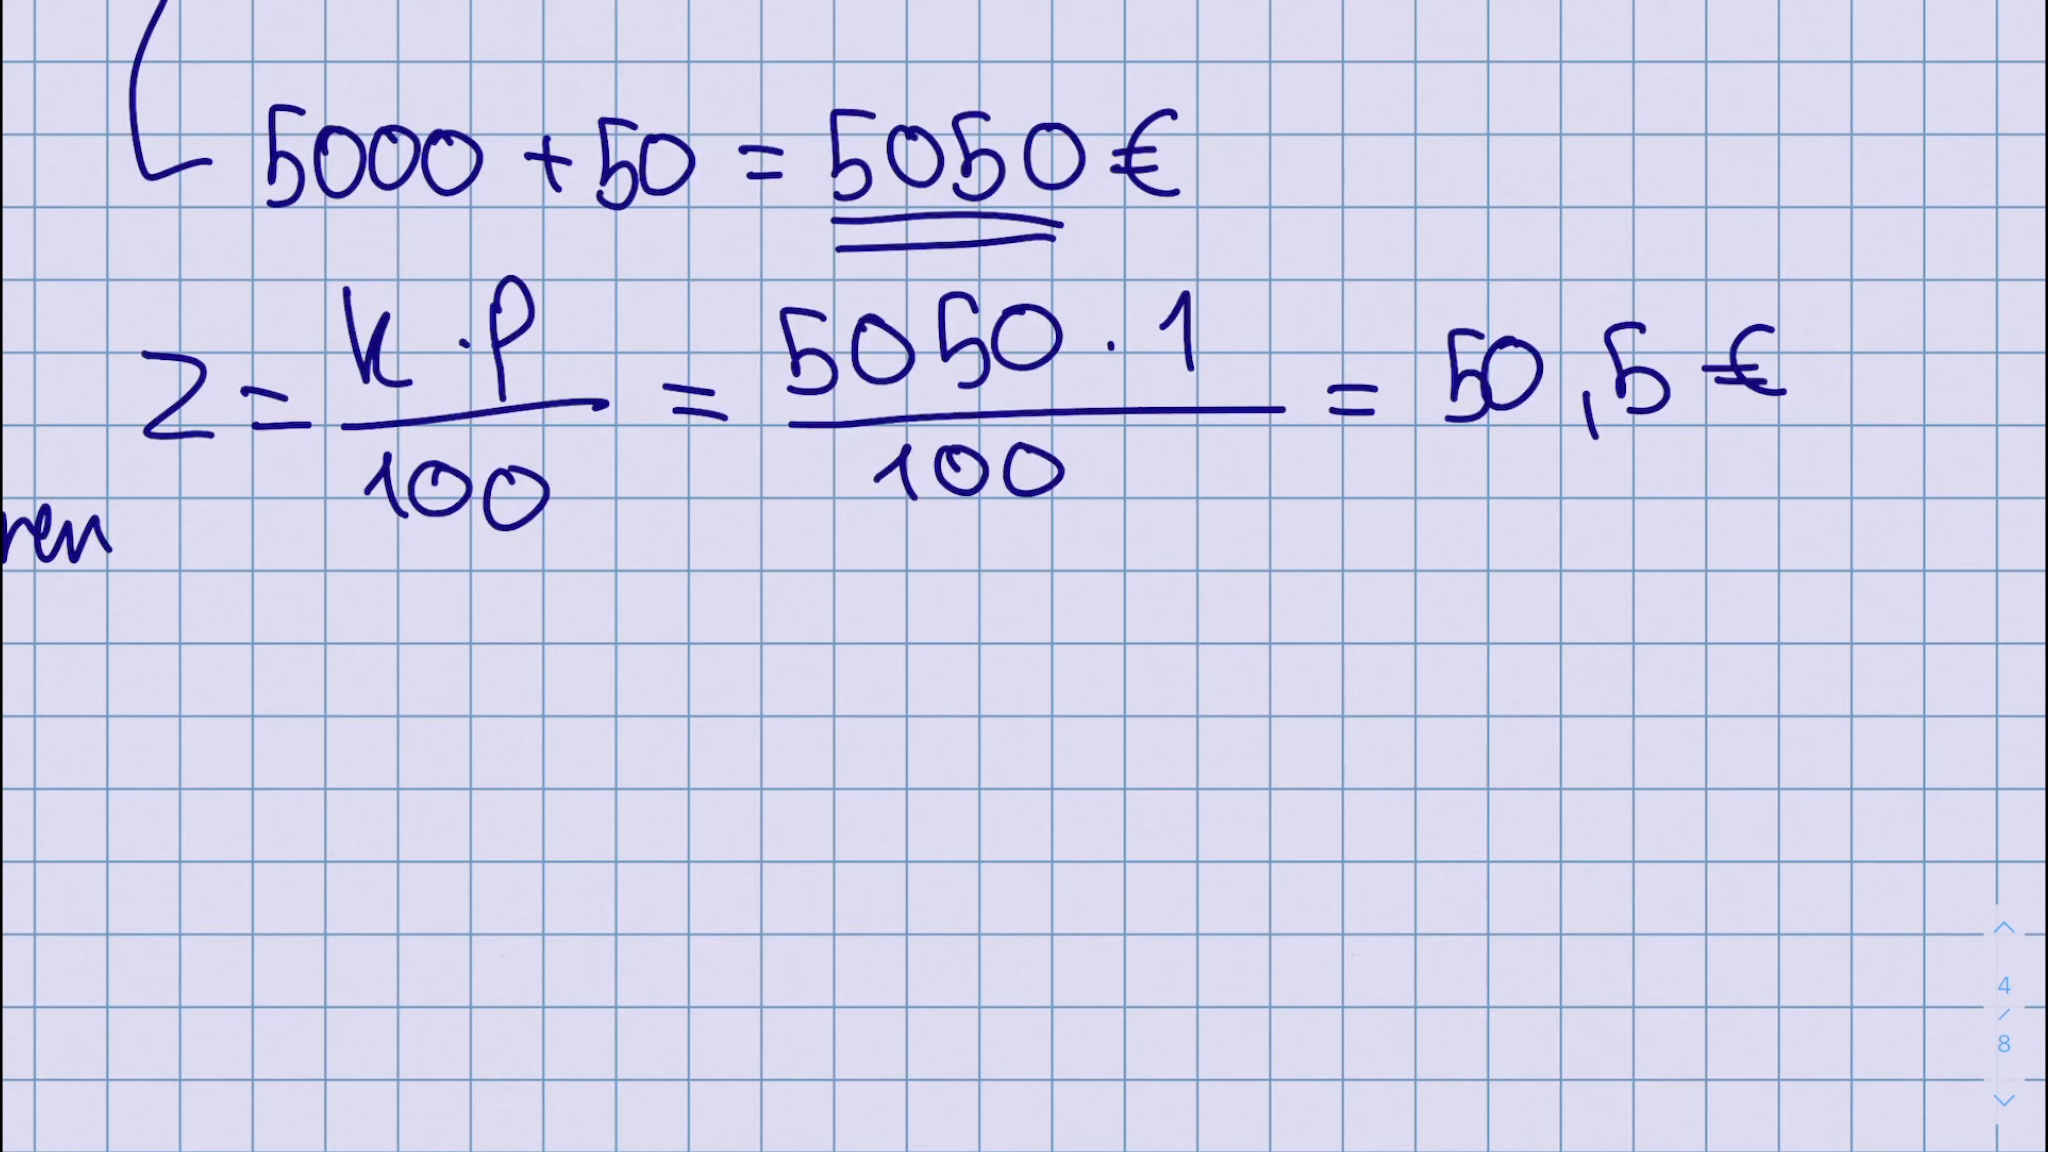 5000 + 50 = 5050 €
Z = K · P / 100 = 5050 · 1 / 100 = 50,5 €
ren
4 / 8